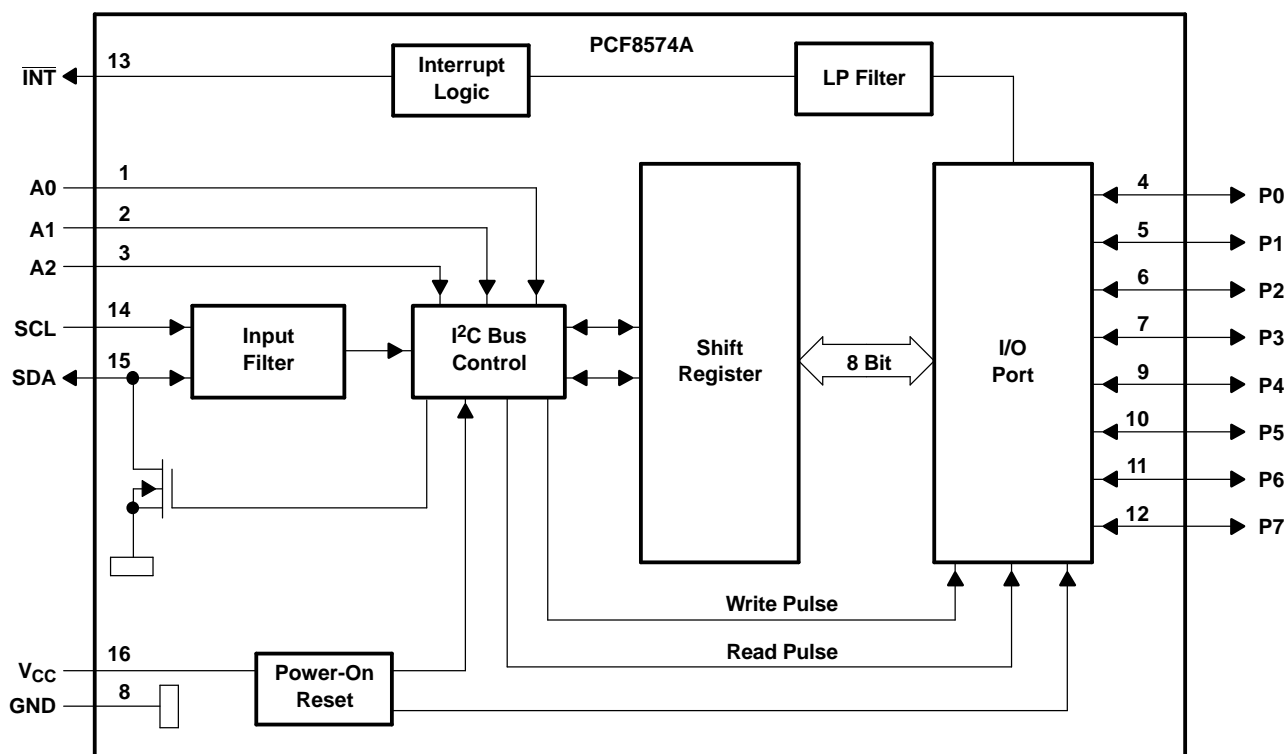 PCF8574A
INT
13
Interrupt
Logic
LP Filter
A0
1
A1
2
A2
3
SCL
14
SDA
15
Input
Filter
I²C Bus
Control
Shift
Register
8 Bit
I/O
Port
4
P0
5
P1
6
P2
7
P3
9
P4
10
P5
11
P6
12
P7
Write Pulse
Read Pulse
VCC
16
GND
8
Power-On
Reset